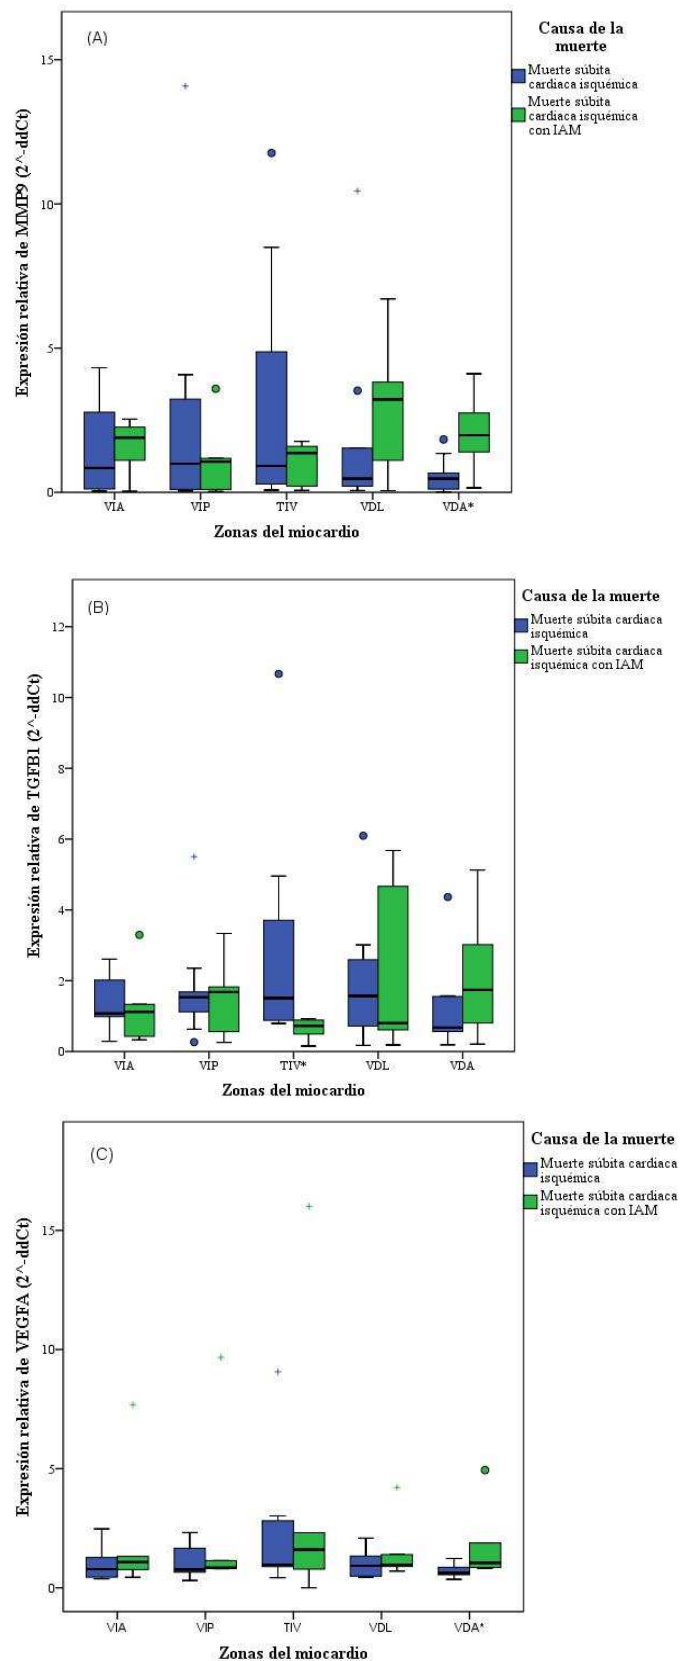 (A)
Causa de la
muerte
Muerte súbita
cardiaca isquémica
Muerte súbita
cardiaca isquémica
con IAM
Expresión relativa de MMP9 (2^-ddCt)
15
10
5
0
VIA VIP TIV VDL VDA*
Zonas del miocardio
(B)
Causa de la muerte
Muerte súbita cardiaca
isquémica
Muerte súbita cardiaca
isquémica con IAM
Expresión relativa de TGFB1 (2^-ddCt)
12
10
8
6
4
2
0
VIA VIP TIV* VDL VDA
Zonas del miocardio
(C)
Causa de la muerte
Muerte súbita cardiaca
isquémica
Muerte súbita cardiaca
isquémica con IAM
Expresión relativa de VEGFA (2^-ddCt)
15
10
5
0
VIA VIP TIV VDL VDA*
Zonas del miocardio